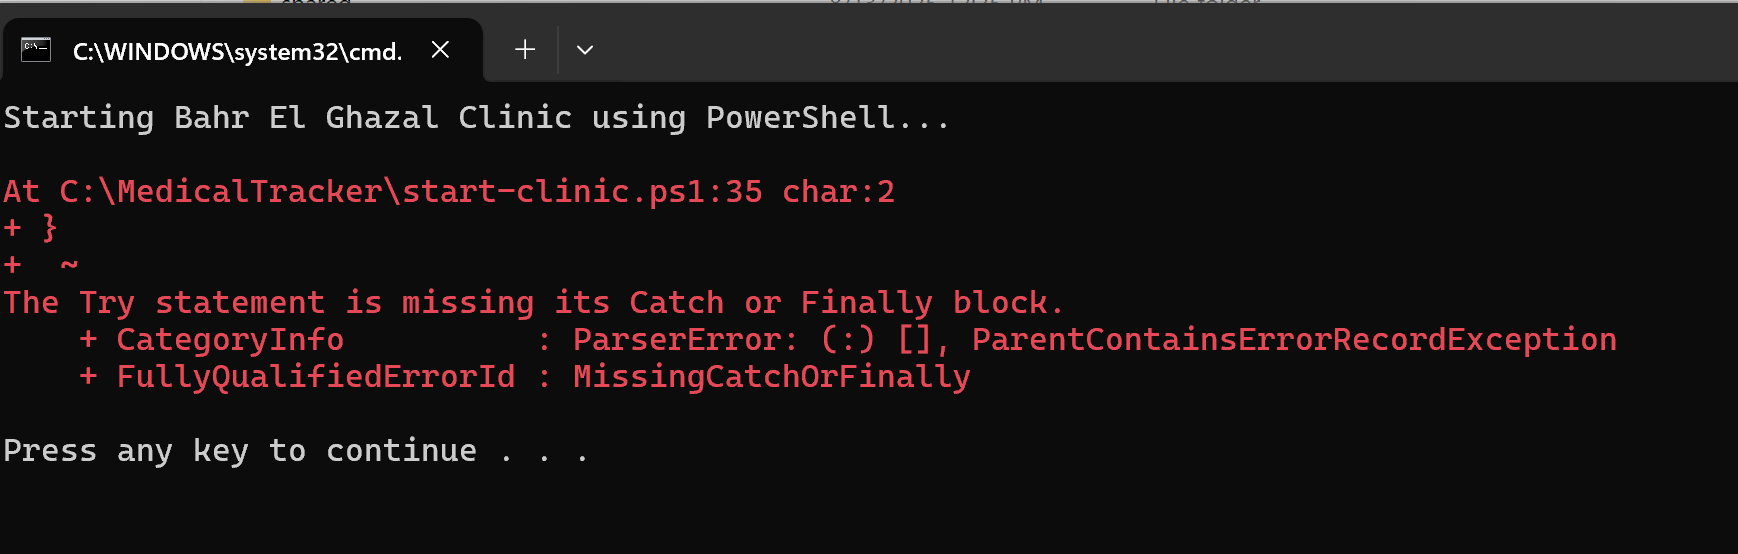 C:\WINDOWS\system32\cmd.
Starting Bahr El Ghazal Clinic using PowerShell...
At C:\MedicalTracker\start-clinic.ps1:35 char:2
+ }
+  ~
The Try statement is missing its Catch or Finally block.
    + CategoryInfo          : ParserError: (:) [], ParentContainsErrorRecordException
    + FullyQualifiedErrorId : MissingCatchOrFinally
Press any key to continue . . .